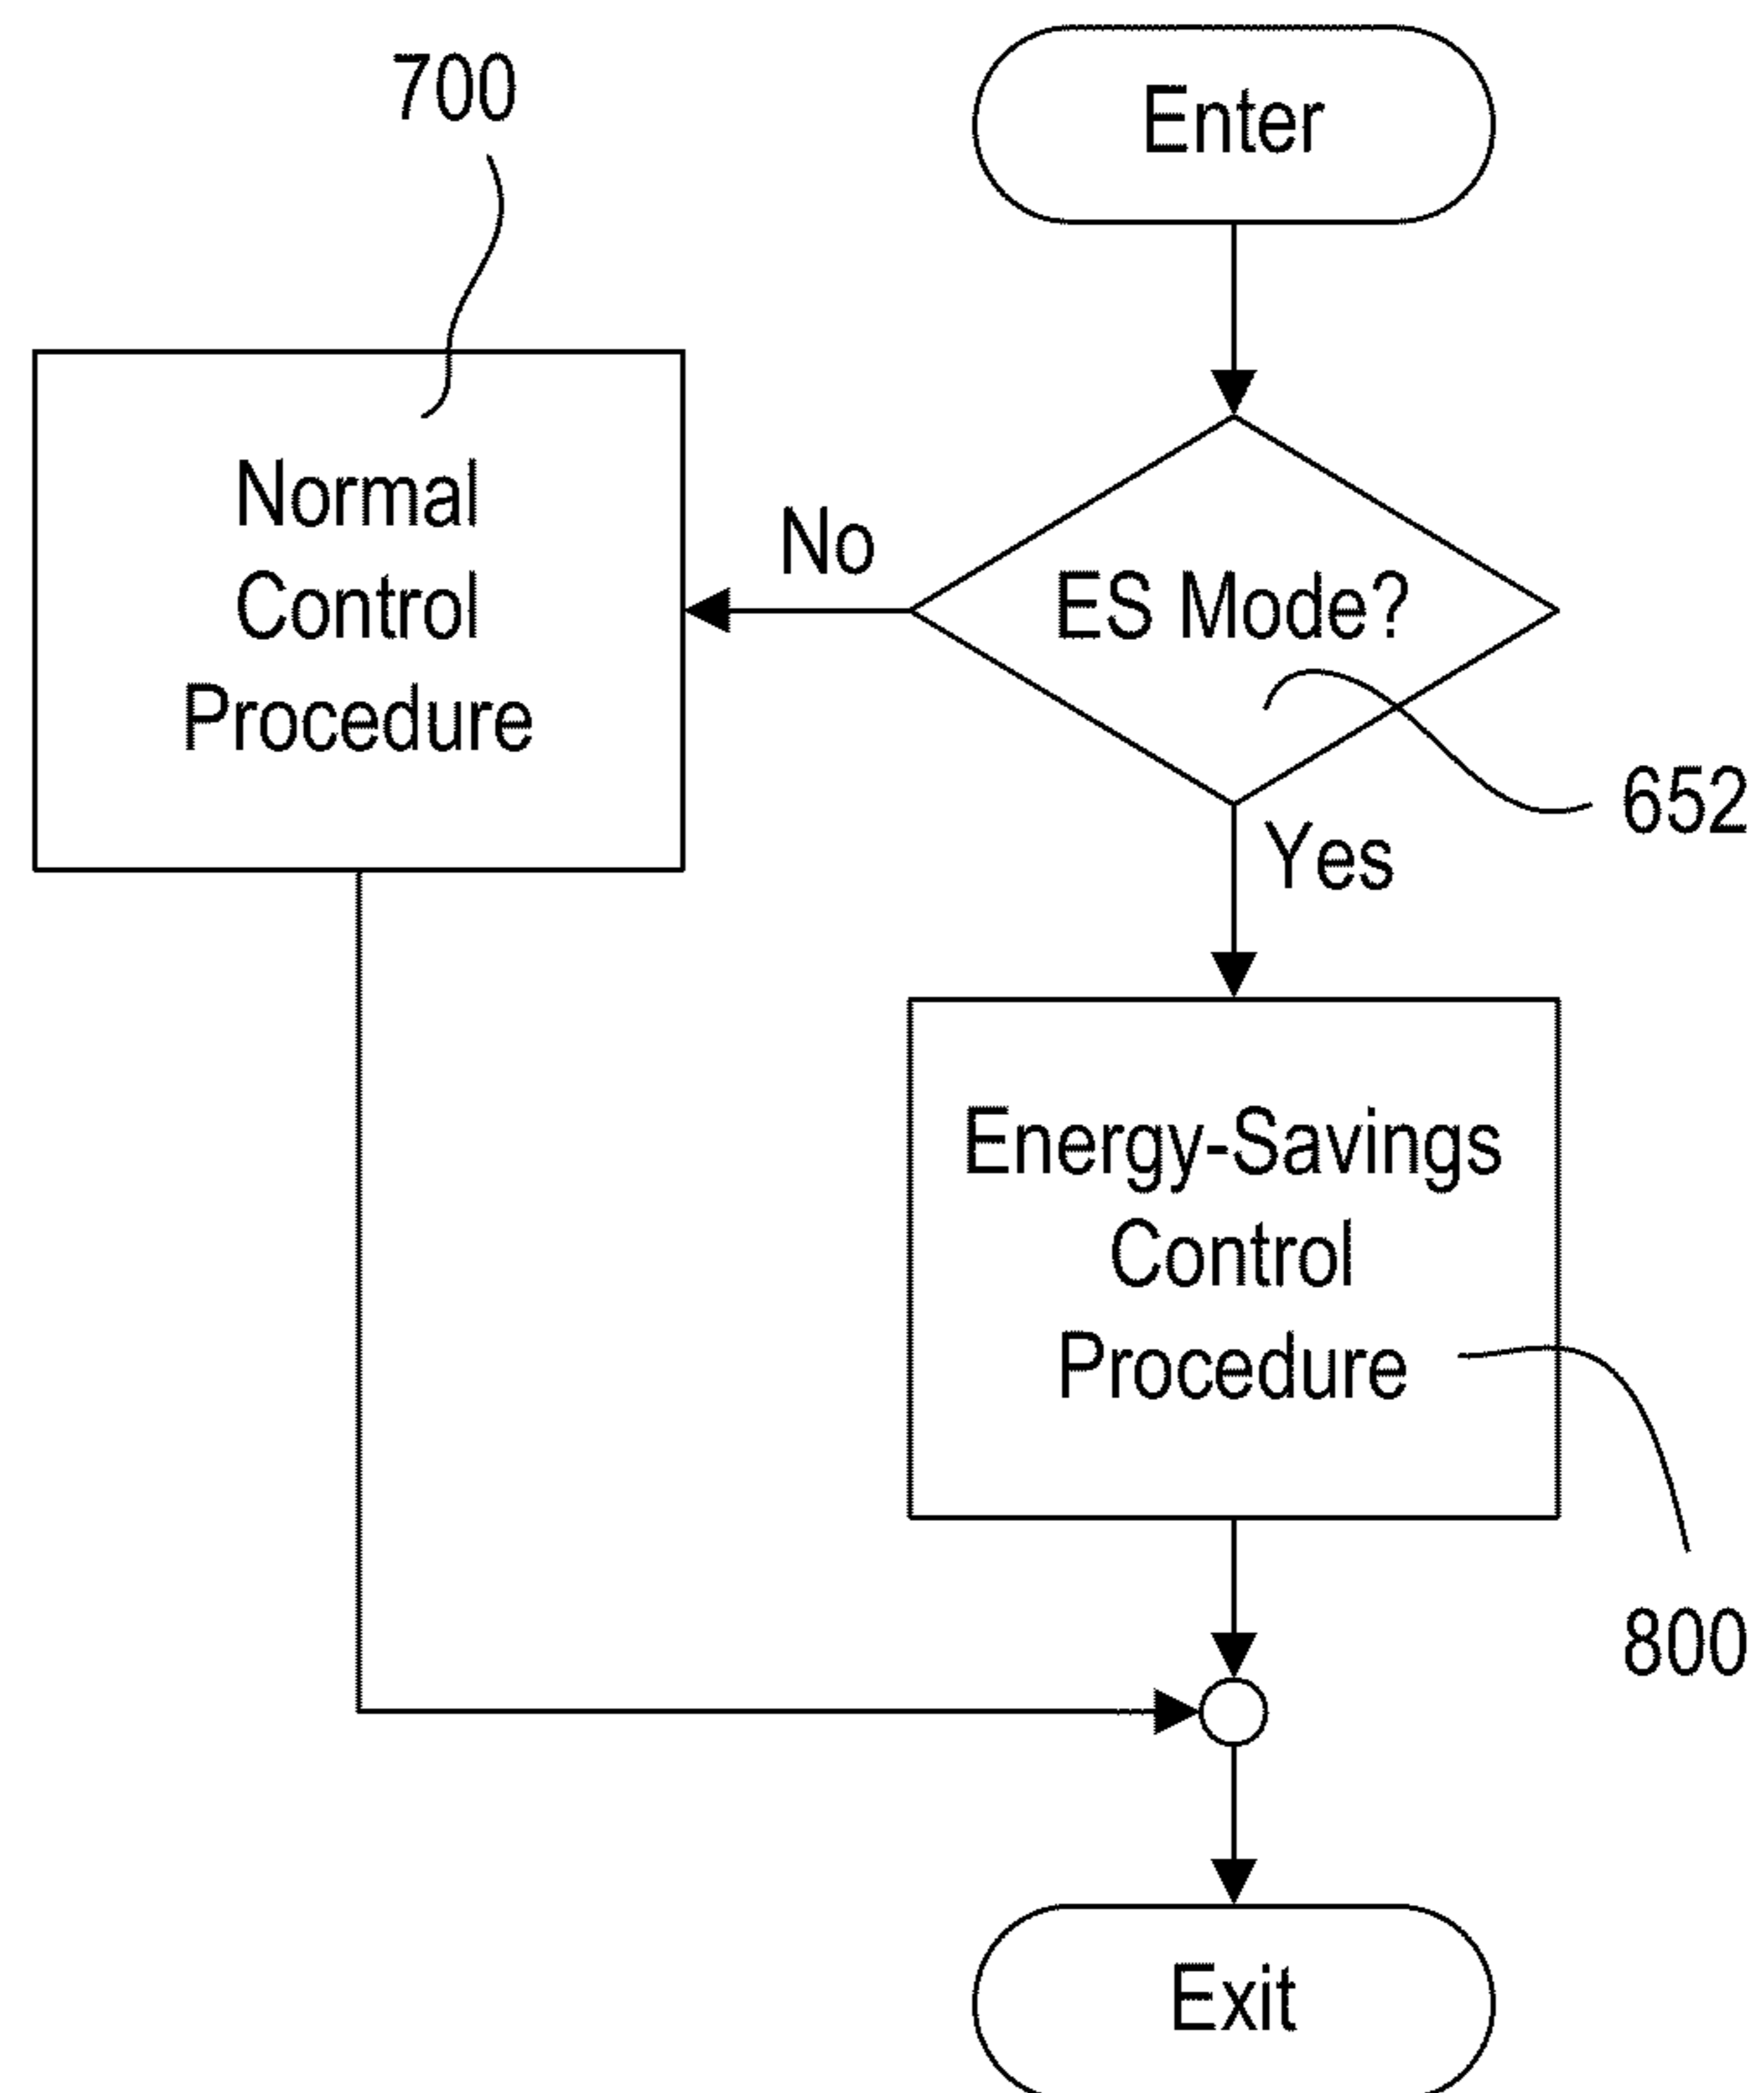 700
Enter
Normal
Control
Procedure
No
ES Mode?
652
Yes
Energy-Savings
Control
Procedure
800
Exit